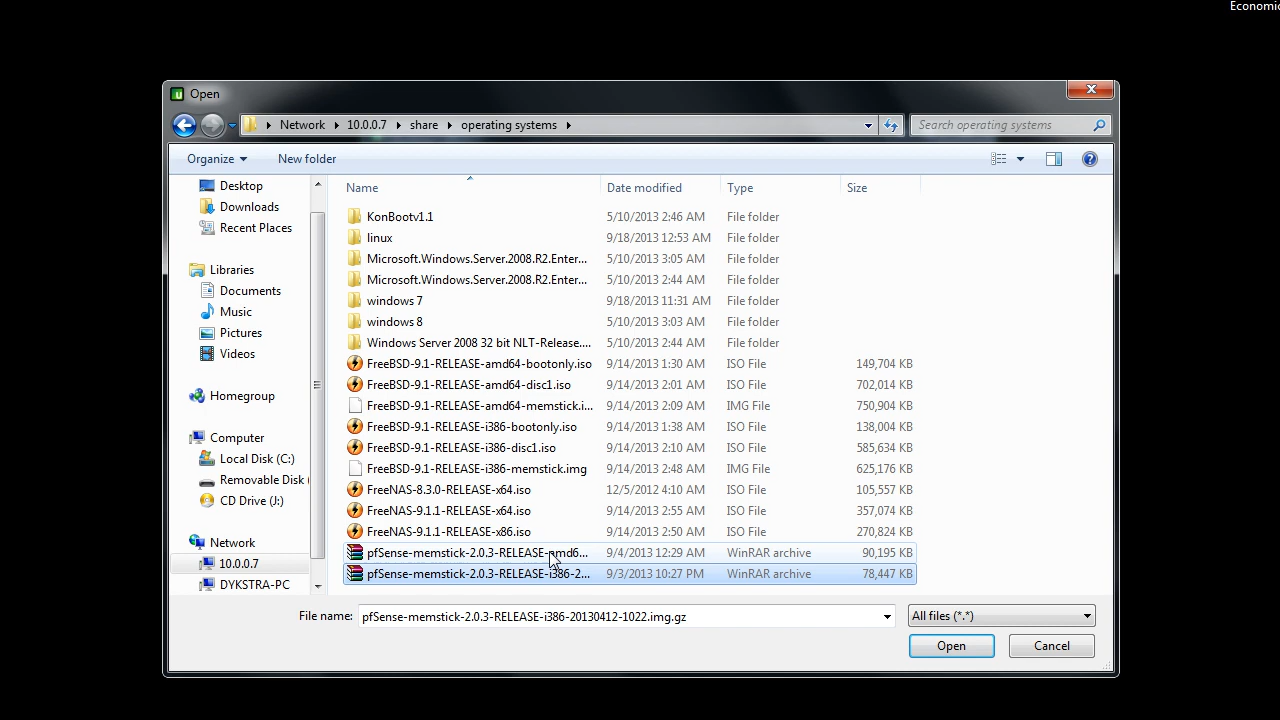 Economic
Open
Network 10.0.0.7 share operating systems
Search operating systems
Organize New folder
Name Date modified Type Size
Desktop
Downloads
Recent Places
Libraries
Documents
Music
Pictures
Videos
Homegroup
Computer
Local Disk (C:)
Removable Disk (
CD Drive (J:)
Network
10.0.0.7
DYKSTRA-PC
KonBootv1.1 5/10/2013 2:46 AM File folder
linux 9/18/2013 12:53 AM File folder
Microsoft.Windows.Server.2008.R2.Enter... 5/10/2013 3:05 AM File folder
Microsoft.Windows.Server.2008.R2.Enter... 5/10/2013 2:44 AM File folder
windows 7 9/18/2013 11:31 AM File folder
windows 8 5/10/2013 3:03 AM File folder
Windows Server 2008 32 bit NLT-Release.... 5/10/2013 2:44 AM File folder
FreeBSD-9.1-RELEASE-amd64-bootonly.iso 9/14/2013 1:30 AM ISO File 149,704 KB
FreeBSD-9.1-RELEASE-amd64-disc1.iso 9/14/2013 2:01 AM ISO File 702,014 KB
FreeBSD-9.1-RELEASE-amd64-memstick.i... 9/14/2013 2:09 AM IMG File 750,904 KB
FreeBSD-9.1-RELEASE-i386-bootonly.iso 9/14/2013 1:38 AM ISO File 138,004 KB
FreeBSD-9.1-RELEASE-i386-disc1.iso 9/14/2013 2:10 AM ISO File 585,634 KB
FreeBSD-9.1-RELEASE-i386-memstick.img 9/14/2013 2:48 AM IMG File 625,176 KB
FreeNAS-8.3.0-RELEASE-x64.iso 12/5/2012 4:10 AM ISO File 105,557 KB
FreeNAS-9.1.1-RELEASE-x64.iso 9/14/2013 2:55 AM ISO File 357,074 KB
FreeNAS-9.1.1-RELEASE-x86.iso 9/14/2013 2:50 AM ISO File 270,824 KB
pfSense-memstick-2.0.3-RELEASE-amd6... 9/4/2013 12:29 AM WinRAR archive 90,195 KB
pfSense-memstick-2.0.3-RELEASE-i386-2... 9/3/2013 10:27 PM WinRAR archive 78,447 KB
File name: pfSense-memstick-2.0.3-RELEASE-i386-20130412-1022.img.gz All files (*.*)
Open Cancel